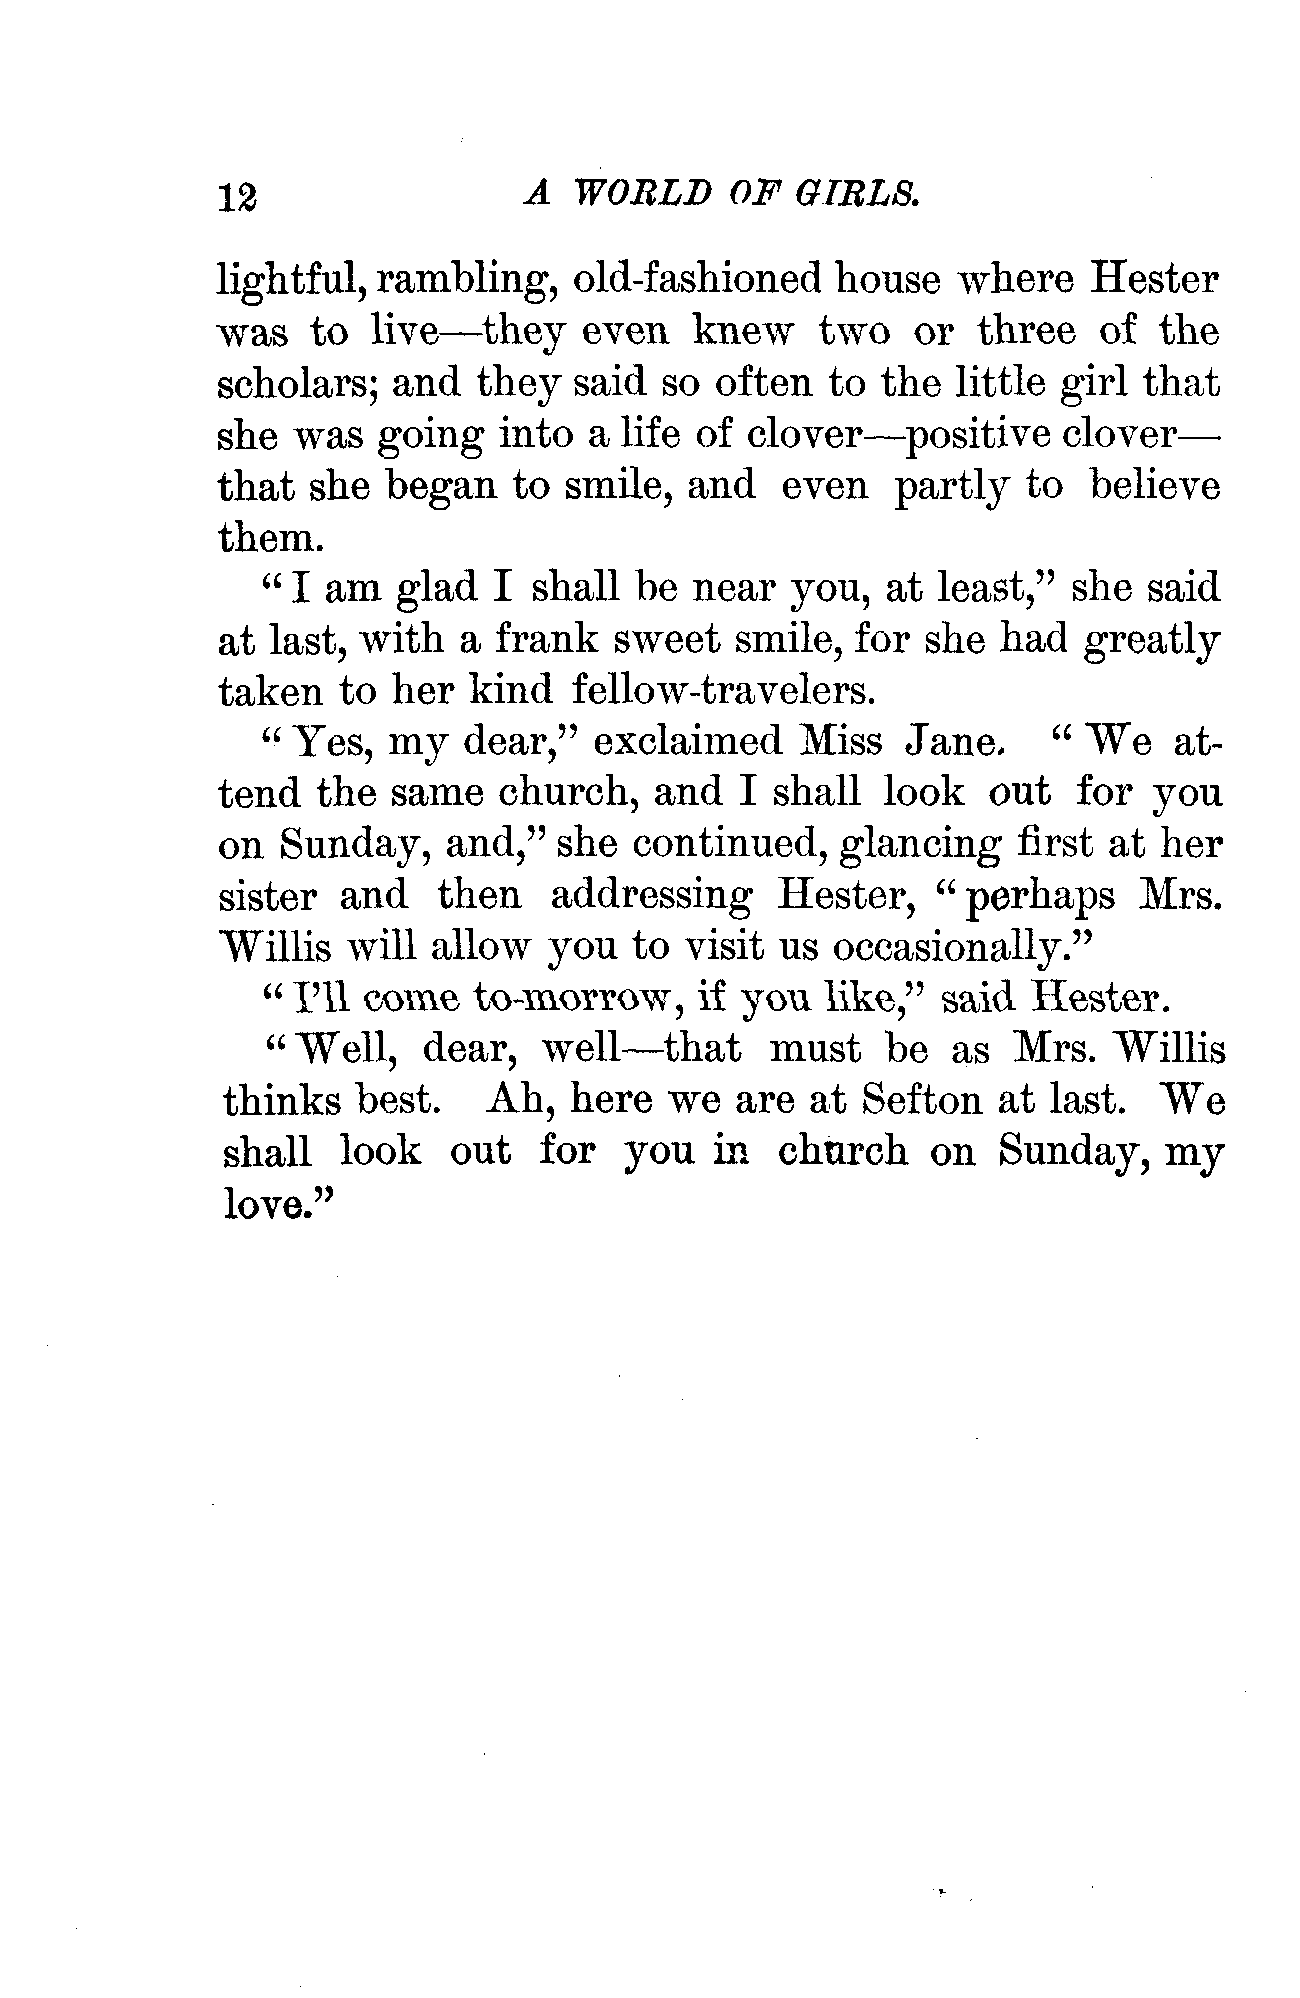 12 A WORLD OF GIRLS.
lightful, rambling, old-fashioned house where Hester
was to live—they even knew two or three of the
scholars; and they said so often to the little girl that
she was going into a life of clover—positive clover—
that she began to smile, and even partly to believe
them.
“I am glad I shall be near you, at least,” she said
at last, with a frank sweet smile, for she had greatly
taken to her kind fellow-travelers.
“Yes, my dear,” exclaimed Miss Jane. “We at-
tend the same church, and I shall look out for you
on Sunday, and,” she continued, glancing first at her
sister and then addressing Hester, “perhaps Mrs.
Willis will allow you to visit us occasionally.”
“I’ll come to-morrow, if you like,” said Hester.
“Well, dear, well—that must be as Mrs. Willis
thinks best. Ah, here we are at Sefton at last. We
shall look out for you in church on Sunday, my
love.”